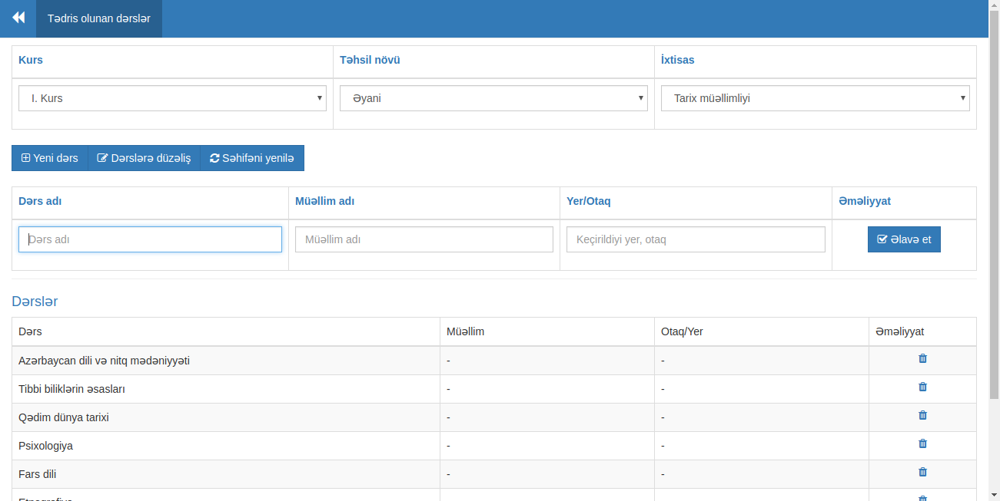 Tədris olunan dərslər
Kurs Təhsil növü İxtisas
I. Kurs Əyani Tarix müəllimliyi
Yeni dərs Dərslərə düzəliş Səhifəni yenilə
Dərs adı Müəllim adı Yer/Otaq Əməliyyat
Dərs adı Müəllim adı Keçirildiyi yer, otaq Əlavə et
Dərslər
Dərs Müəllim Otaq/Yer Əməliyyat
Azərbaycan dili və nitq mədəniyyəti - -
Tibbi biliklərin əsasları - -
Qədim dünya tarixi - -
Psixologiya - -
Fars dili - -